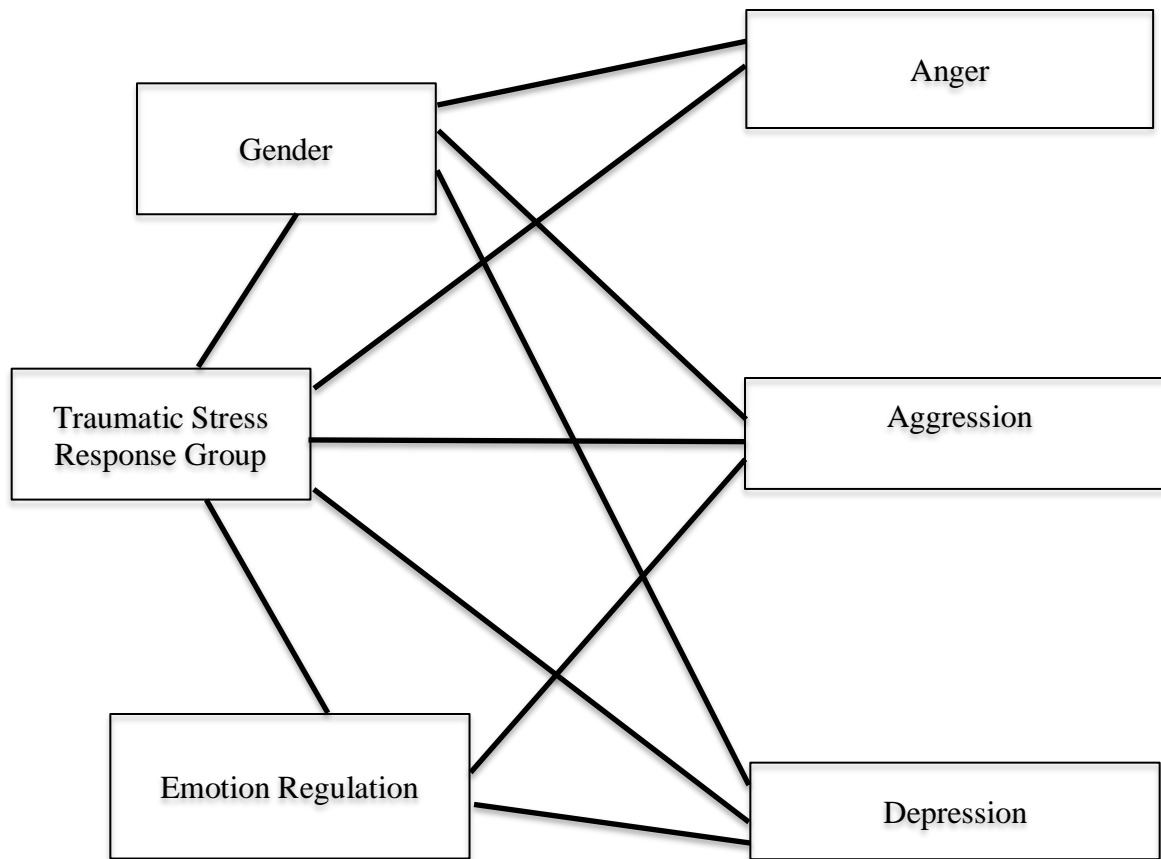 Anger
Gender
Traumatic Stress
Response Group
Aggression
Emotion Regulation
Depression